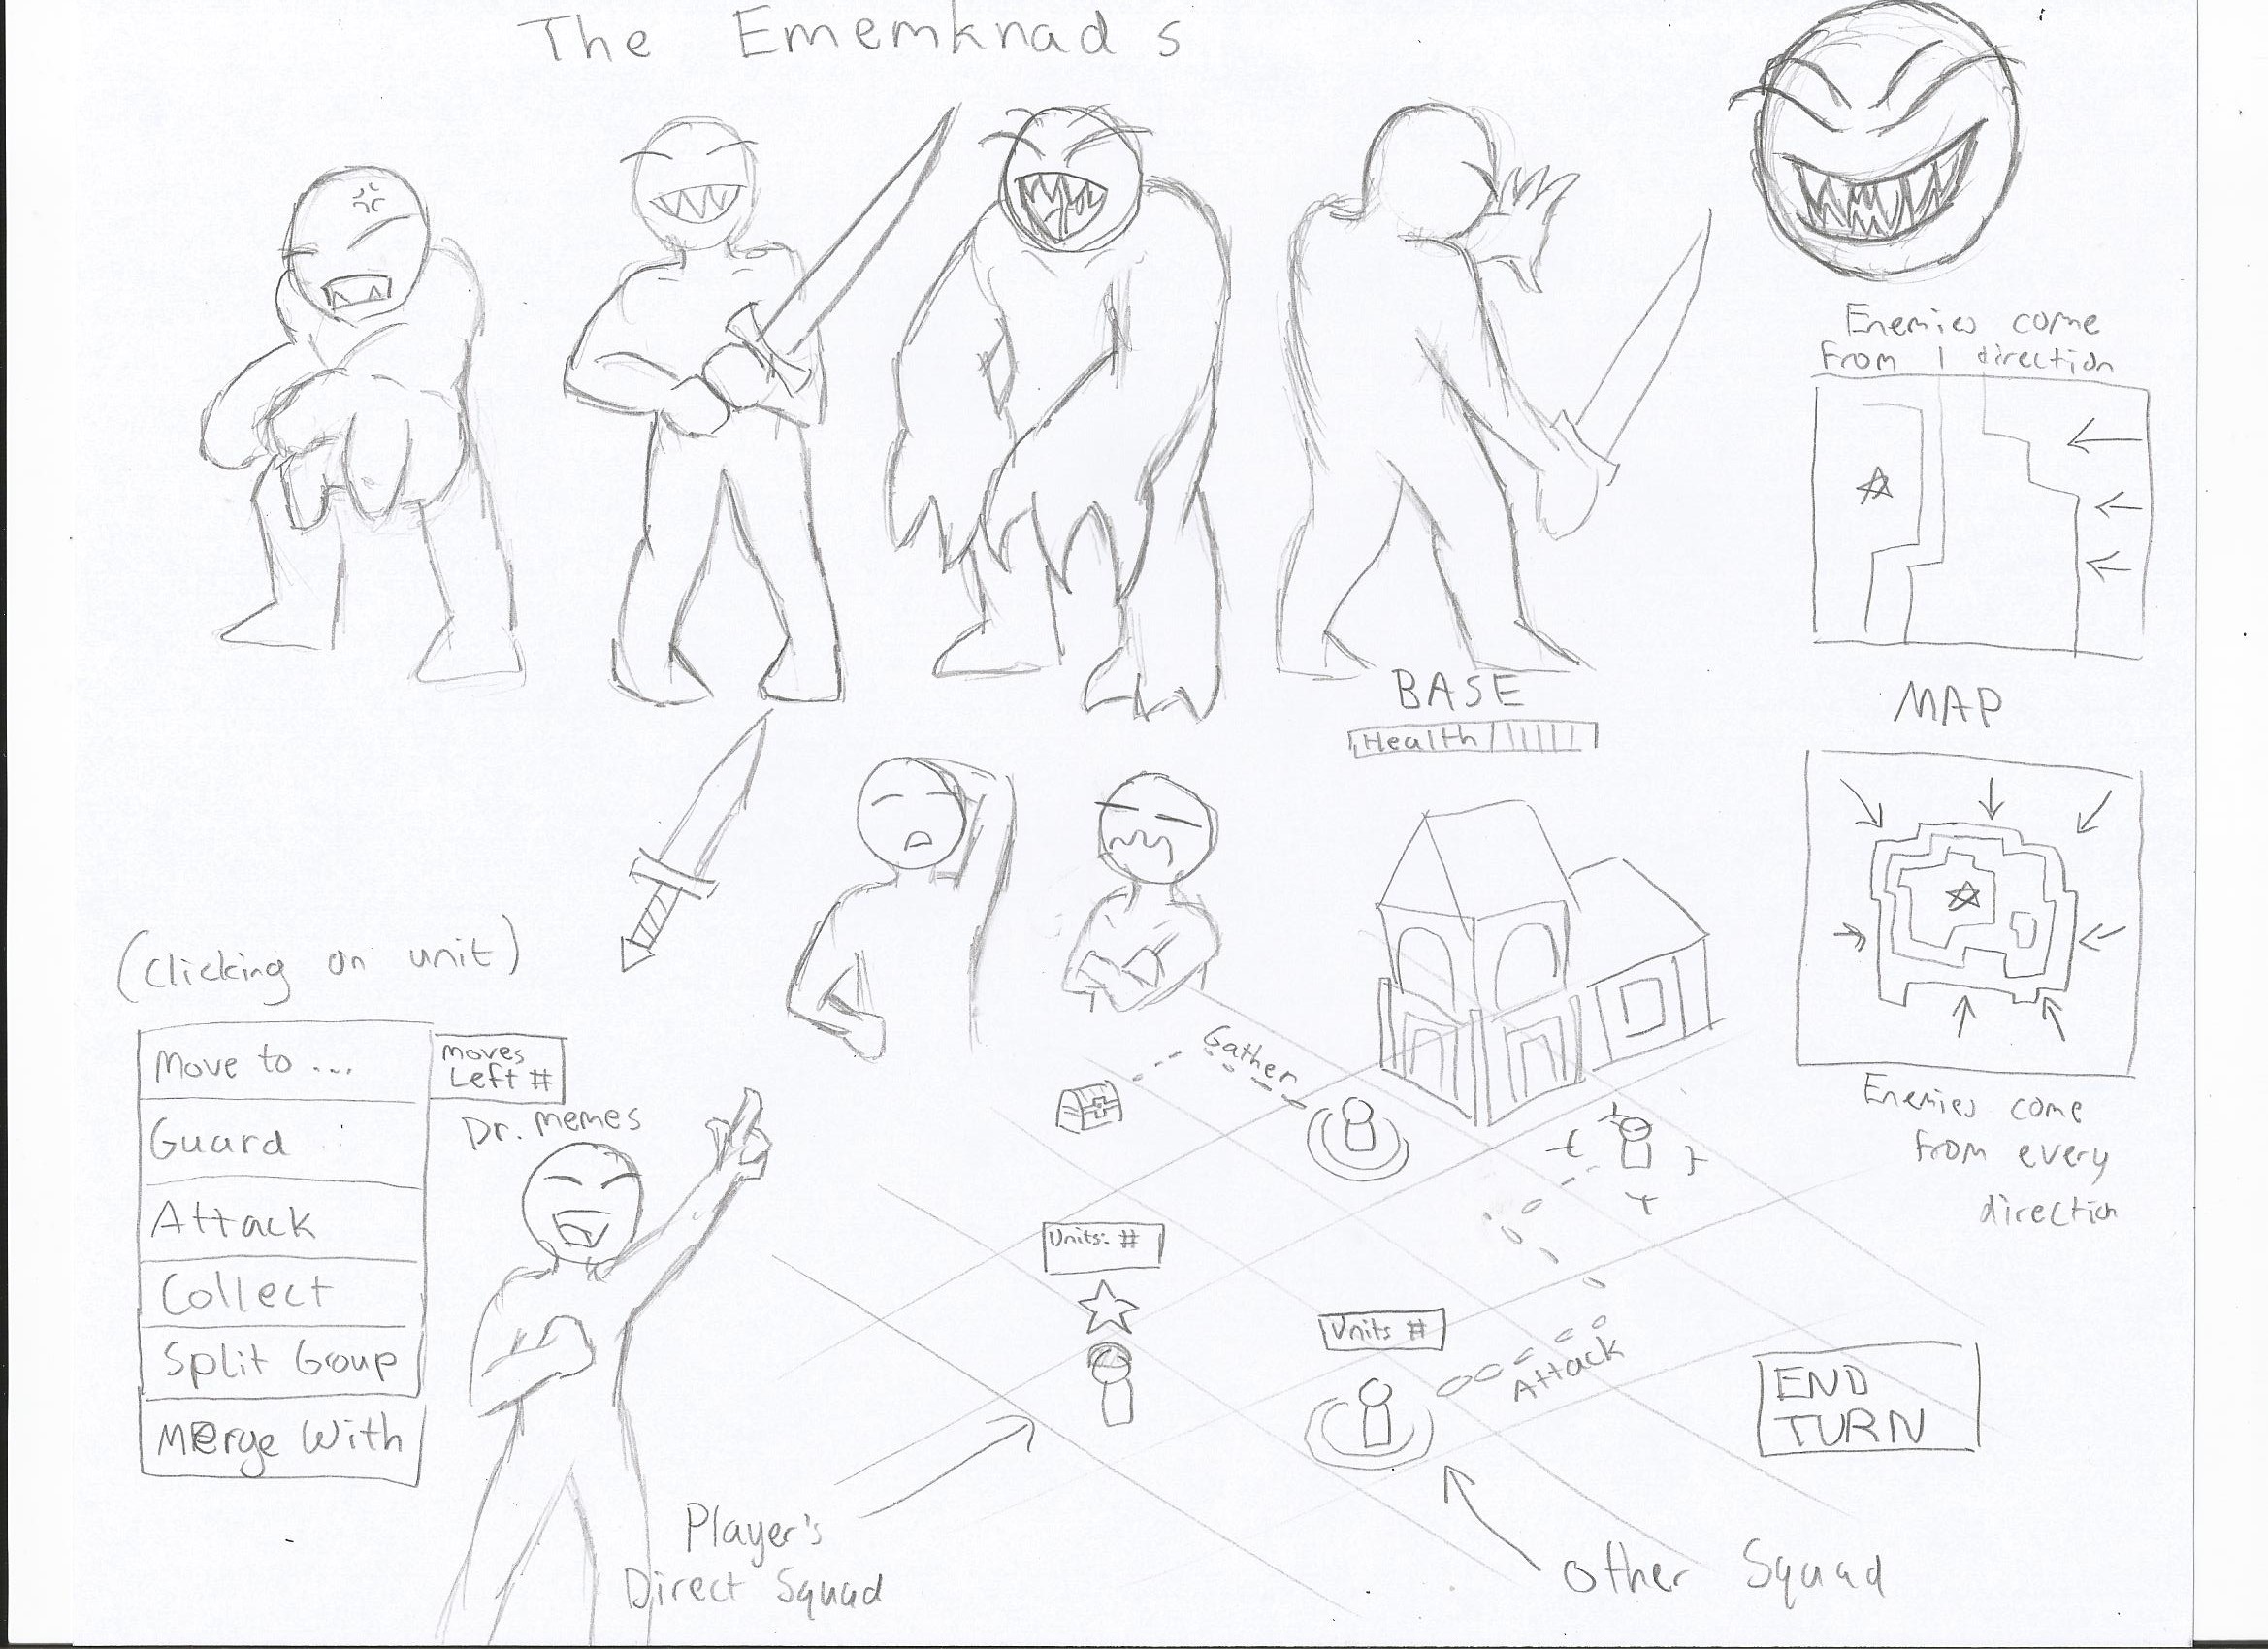 The Ememknads
Enemies come
from 1 direction
BASE
Health
MAP
(Clicking on unit)
Move to ...
Moves
Left #
Guard
Attack
Collect
Split Group
Merge With
Dr. Memes
Gather
Enemies come
from every
direction
Units: #
Units #
Attack
END
TURN
Player's
Direct Squad
Other Squad